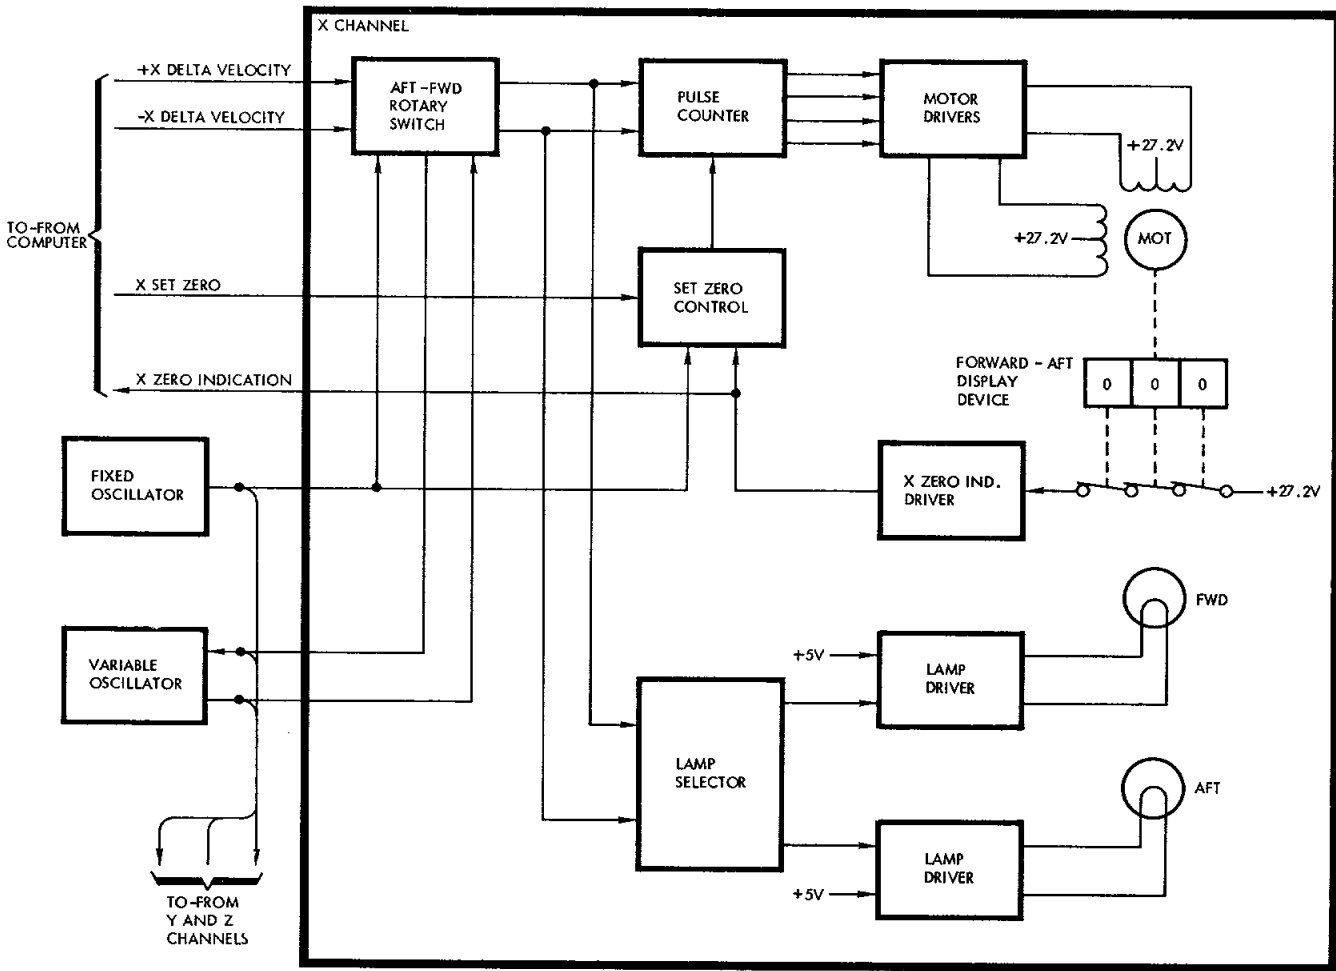 X CHANNEL
+X DELTA VELOCITY
-X DELTA VELOCITY
AFT-FWD
ROTARY
SWITCH
PULSE
COUNTER
MOTOR
DRIVERS
+27.2V
+27.2V
MOT
TO-FROM
COMPUTER
X SET ZERO
SET ZERO
CONTROL
X ZERO INDICATION
FORWARD - AFT
DISPLAY
DEVICE
0 0 0
FIXED
OSCILLATOR
X ZERO IND.
DRIVER
+27.2V
FWD
VARIABLE
OSCILLATOR
+5V
LAMP
DRIVER
LAMP
SELECTOR
AFT
LAMP
DRIVER
+5V
TO-FROM
Y AND Z
CHANNELS